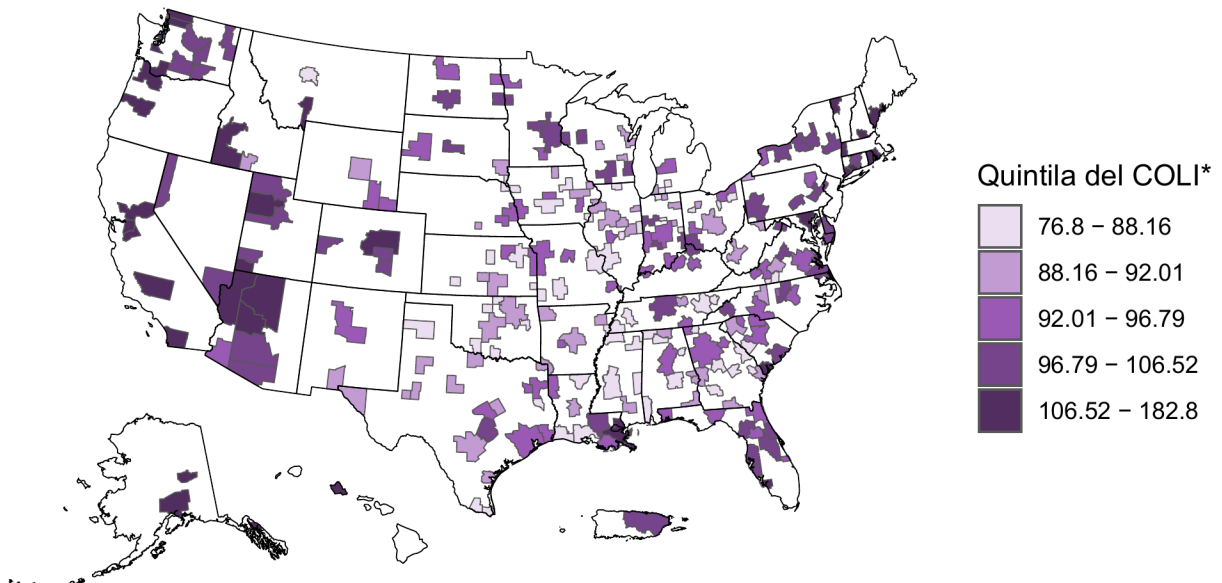 Quintila del COLI*
76.8 − 88.16
88.16 − 92.01
92.01 − 96.79
96.79 − 106.52
106.52 − 182.8